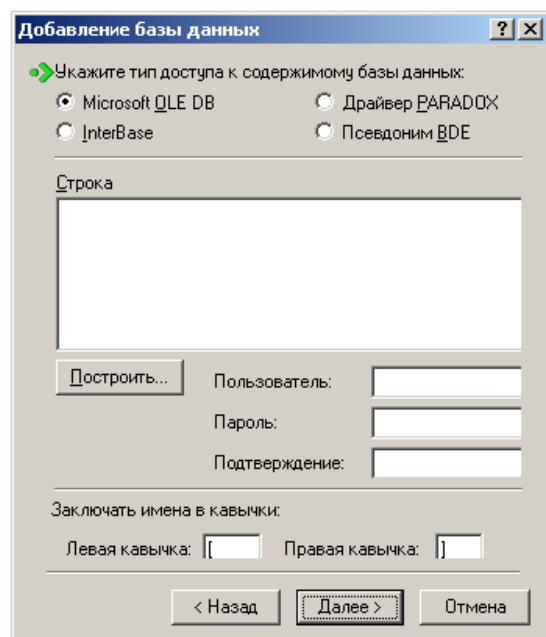 Добавление базы данных
Укажите тип доступа к содержимому базы данных:
Microsoft OLE DB Драйвер PARADOX
InterBase Псевдоним BDE
Строка
Построить... Пользователь:
Пароль:
Подтверждение:
Заключать имена в кавычки:
Левая кавычка: [ Правая кавычка: ]
< Назад Далее > Отмена